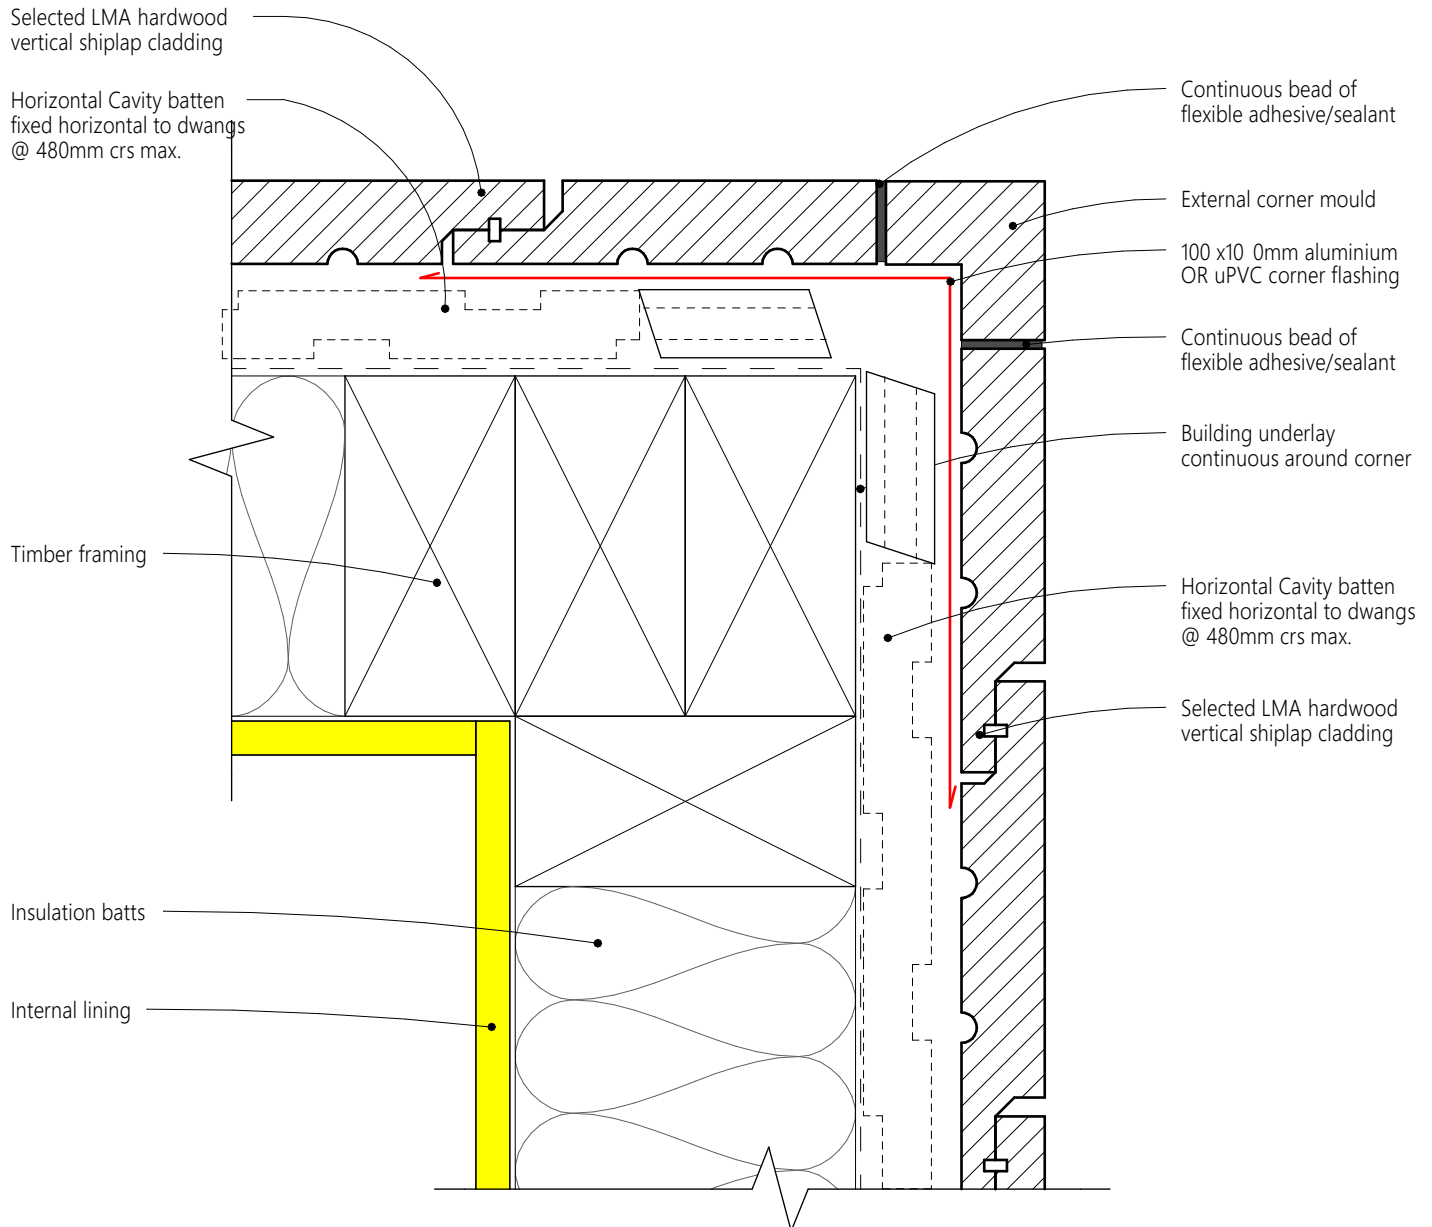 Selected LMA hardwood
vertical shiplap cladding
Horizontal Cavity batten
fixed horizontal to dwangs
@ 480mm crs max.
Timber framing
Insulation batts
Internal lining
Continuous bead of
flexible adhesive/sealant
External corner mould
100 x10 0mm aluminium
OR uPVC corner flashing
Continuous bead of
flexible adhesive/sealant
Building underlay
continuous around corner
Horizontal Cavity batten
fixed horizontal to dwangs
@ 480mm crs max.
Selected LMA hardwood
vertical shiplap cladding